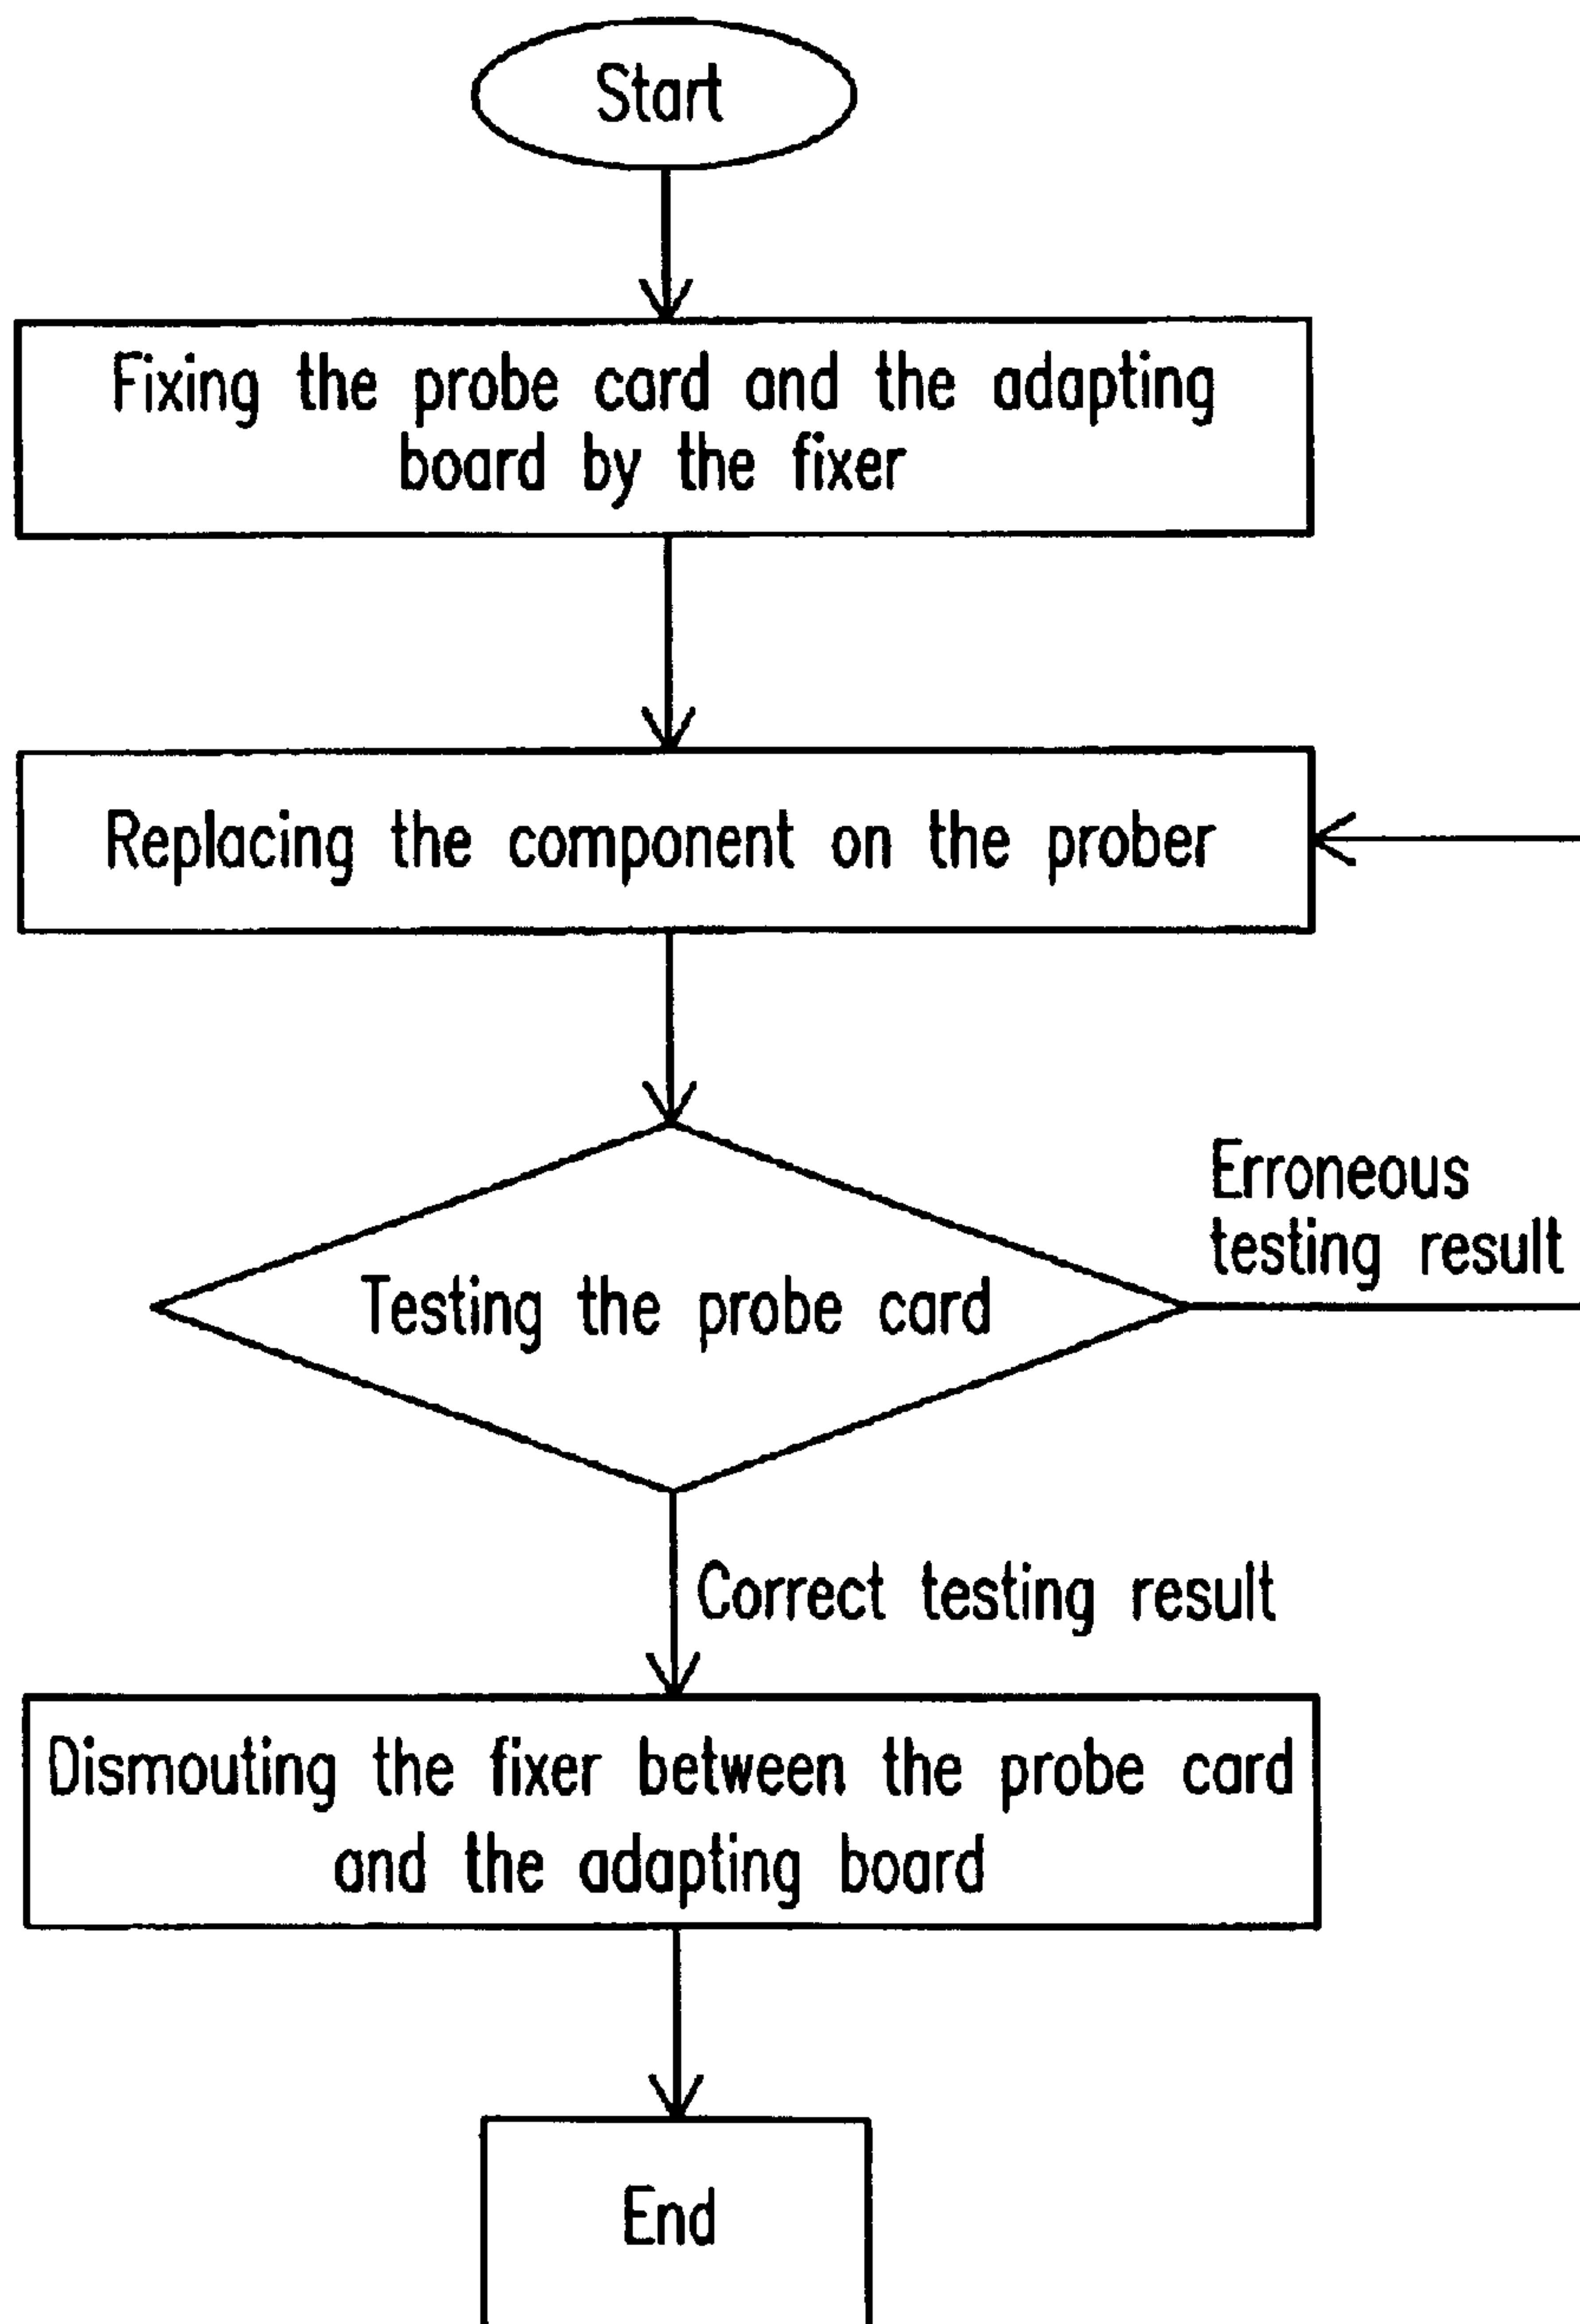 Start
Fixing the probe card and the adapting
board by the fixer
Replacing the component on the prober
Erroneous
testing result
Testing the probe card
Correct testing result
Dismouting the fixer between the probe card
and the adapting board
End